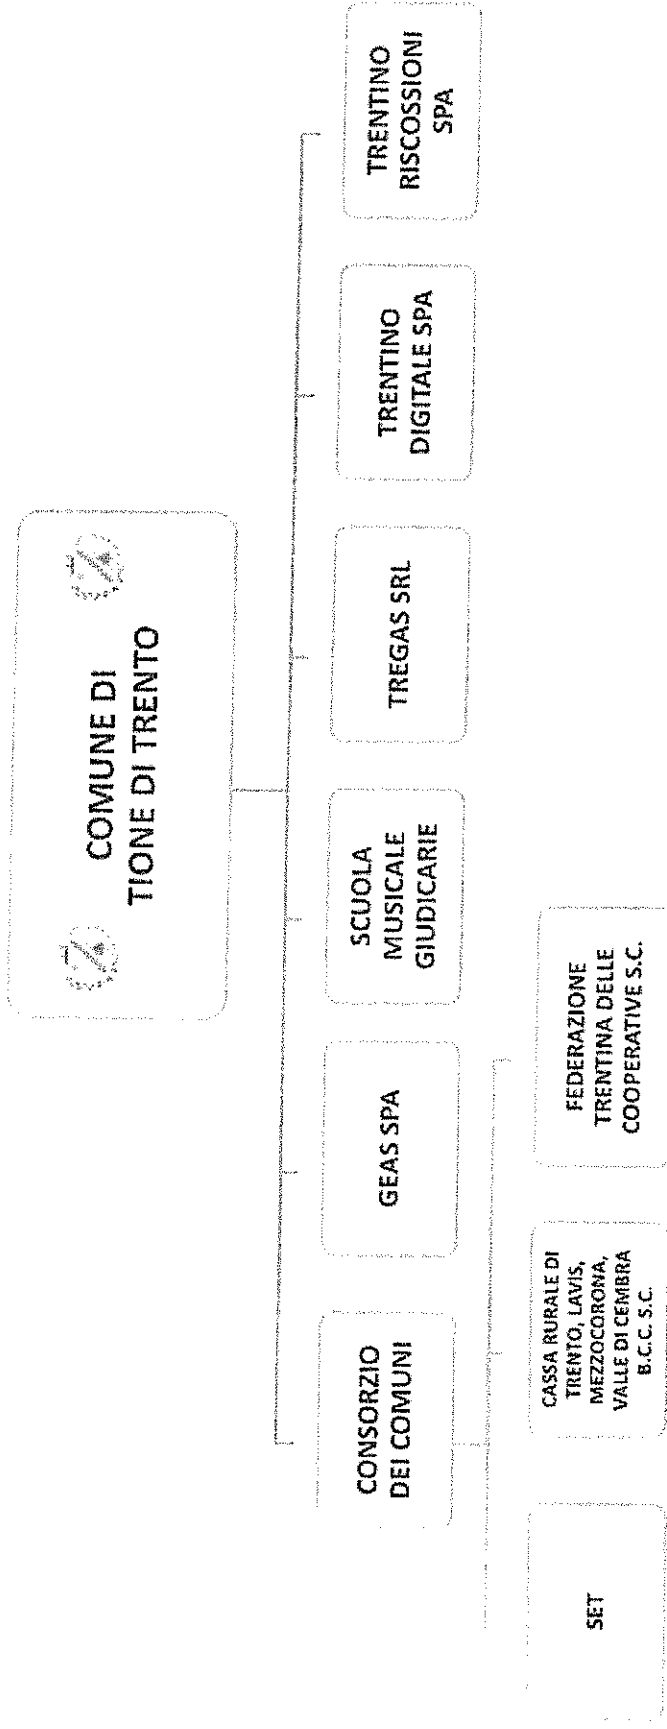 COMUNE DI
TIONE DI TRENTO
CONSORZIO
DEI COMUNI
GEAS SPA
SCUOLA
MUSICALE
GIUDICARIE
TREGAS SRL
TRENTINO
DIGITALE SPA
TRENTINO
RISCOSSIONI
SPA
SET
CASSA RURALE DI
TRENTO, LAVIS,
MEZZOCORONA,
VALLE DI CEMBRA
B.C.C. S.C.
FEDERAZIONE
TRENTINA DELLE
COOPERATIVE S.C.